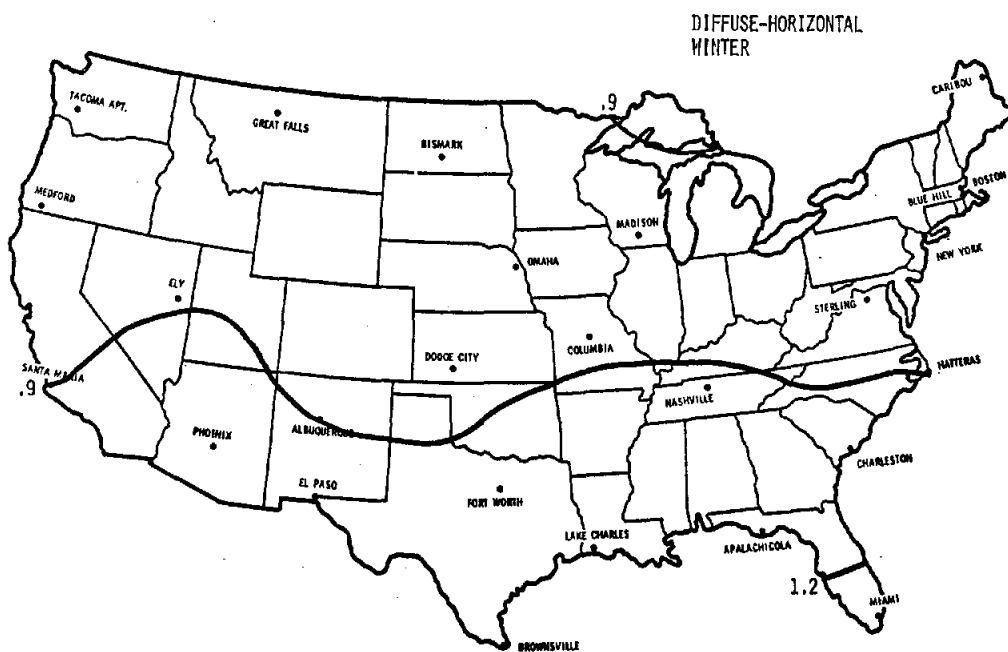 DIFFUSE-HORIZONTAL
WINTER
.9
CARIBOU
TACOMA APT.
GREAT FALLS
BISMARK
BOSTON
BLUE HILL
MEDFORD
MADISON
NEW YORK
OMAHA
ELY
STERLING
COLUMBIA
DODGE CITY
HATTERAS
SANTA MARIA
.9
NASHVILLE
ALBUQUERQUE
PHOENIX
CHARLESTON
EL PASO
FORT WORTH
LAKE CHARLES
APALACHICOLA
1.2
MIAMI
BROWNSVILLE